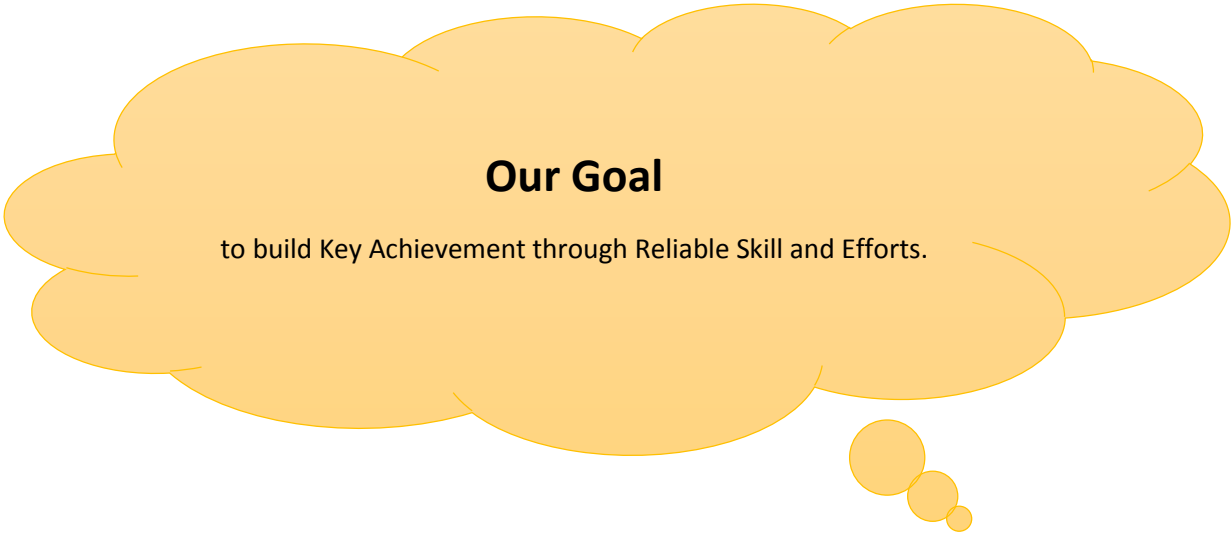 Our Goal
to build Key Achievement through Reliable Skill and Efforts.